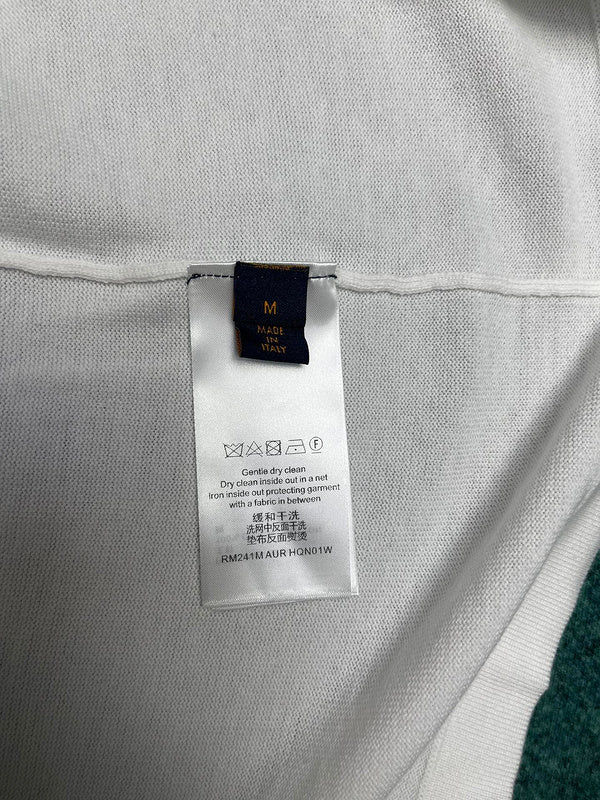 M
MADE
IN
ITALY
F
Gentle dry clean
Dry clean inside out in a net
Iron inside out protecting garment
with a fabric in between
缓和干洗
洗网中反面干洗
垫布反面熨烫
RM241M AUR HQN01W